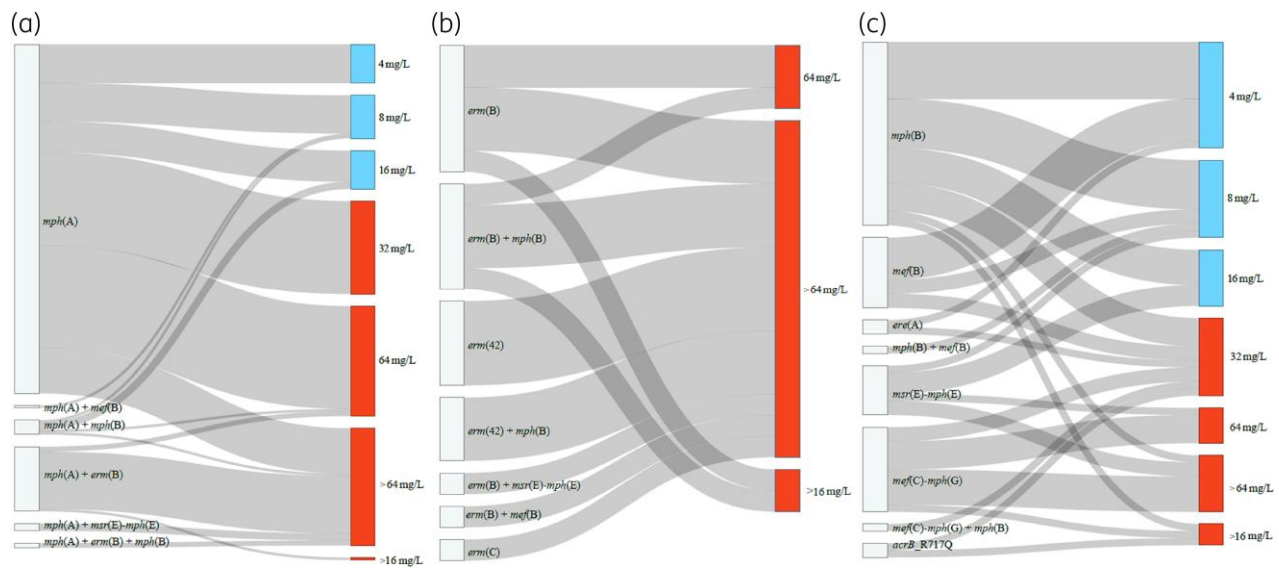 (a)
mph(A)
mph(A) + mef(B)
mph(A) + mph(B)
mph(A) + erm(B)
mph(A) + msr(E)-mph(E)
mph(A) + erm(B) + mph(B)
4 mg/L
8 mg/L
16 mg/L
32 mg/L
64 mg/L
>64 mg/L
>16 mg/L
(b)
erm(B)
erm(B) + mph(B)
erm(42)
erm(42) + mph(B)
erm(B) + msr(E)-mph(E)
erm(B) + mef(B)
erm(C)
64 mg/L
>64 mg/L
>16 mg/L
(c)
mph(B)
mef(B)
ere(A)
mph(B) + mef(B)
msr(E)-mph(E)
mef(C)-mph(G)
mef(C)-mph(G) + mph(B)
acrB_R717Q
4 mg/L
8 mg/L
16 mg/L
32 mg/L
64 mg/L
>64 mg/L
>16 mg/L